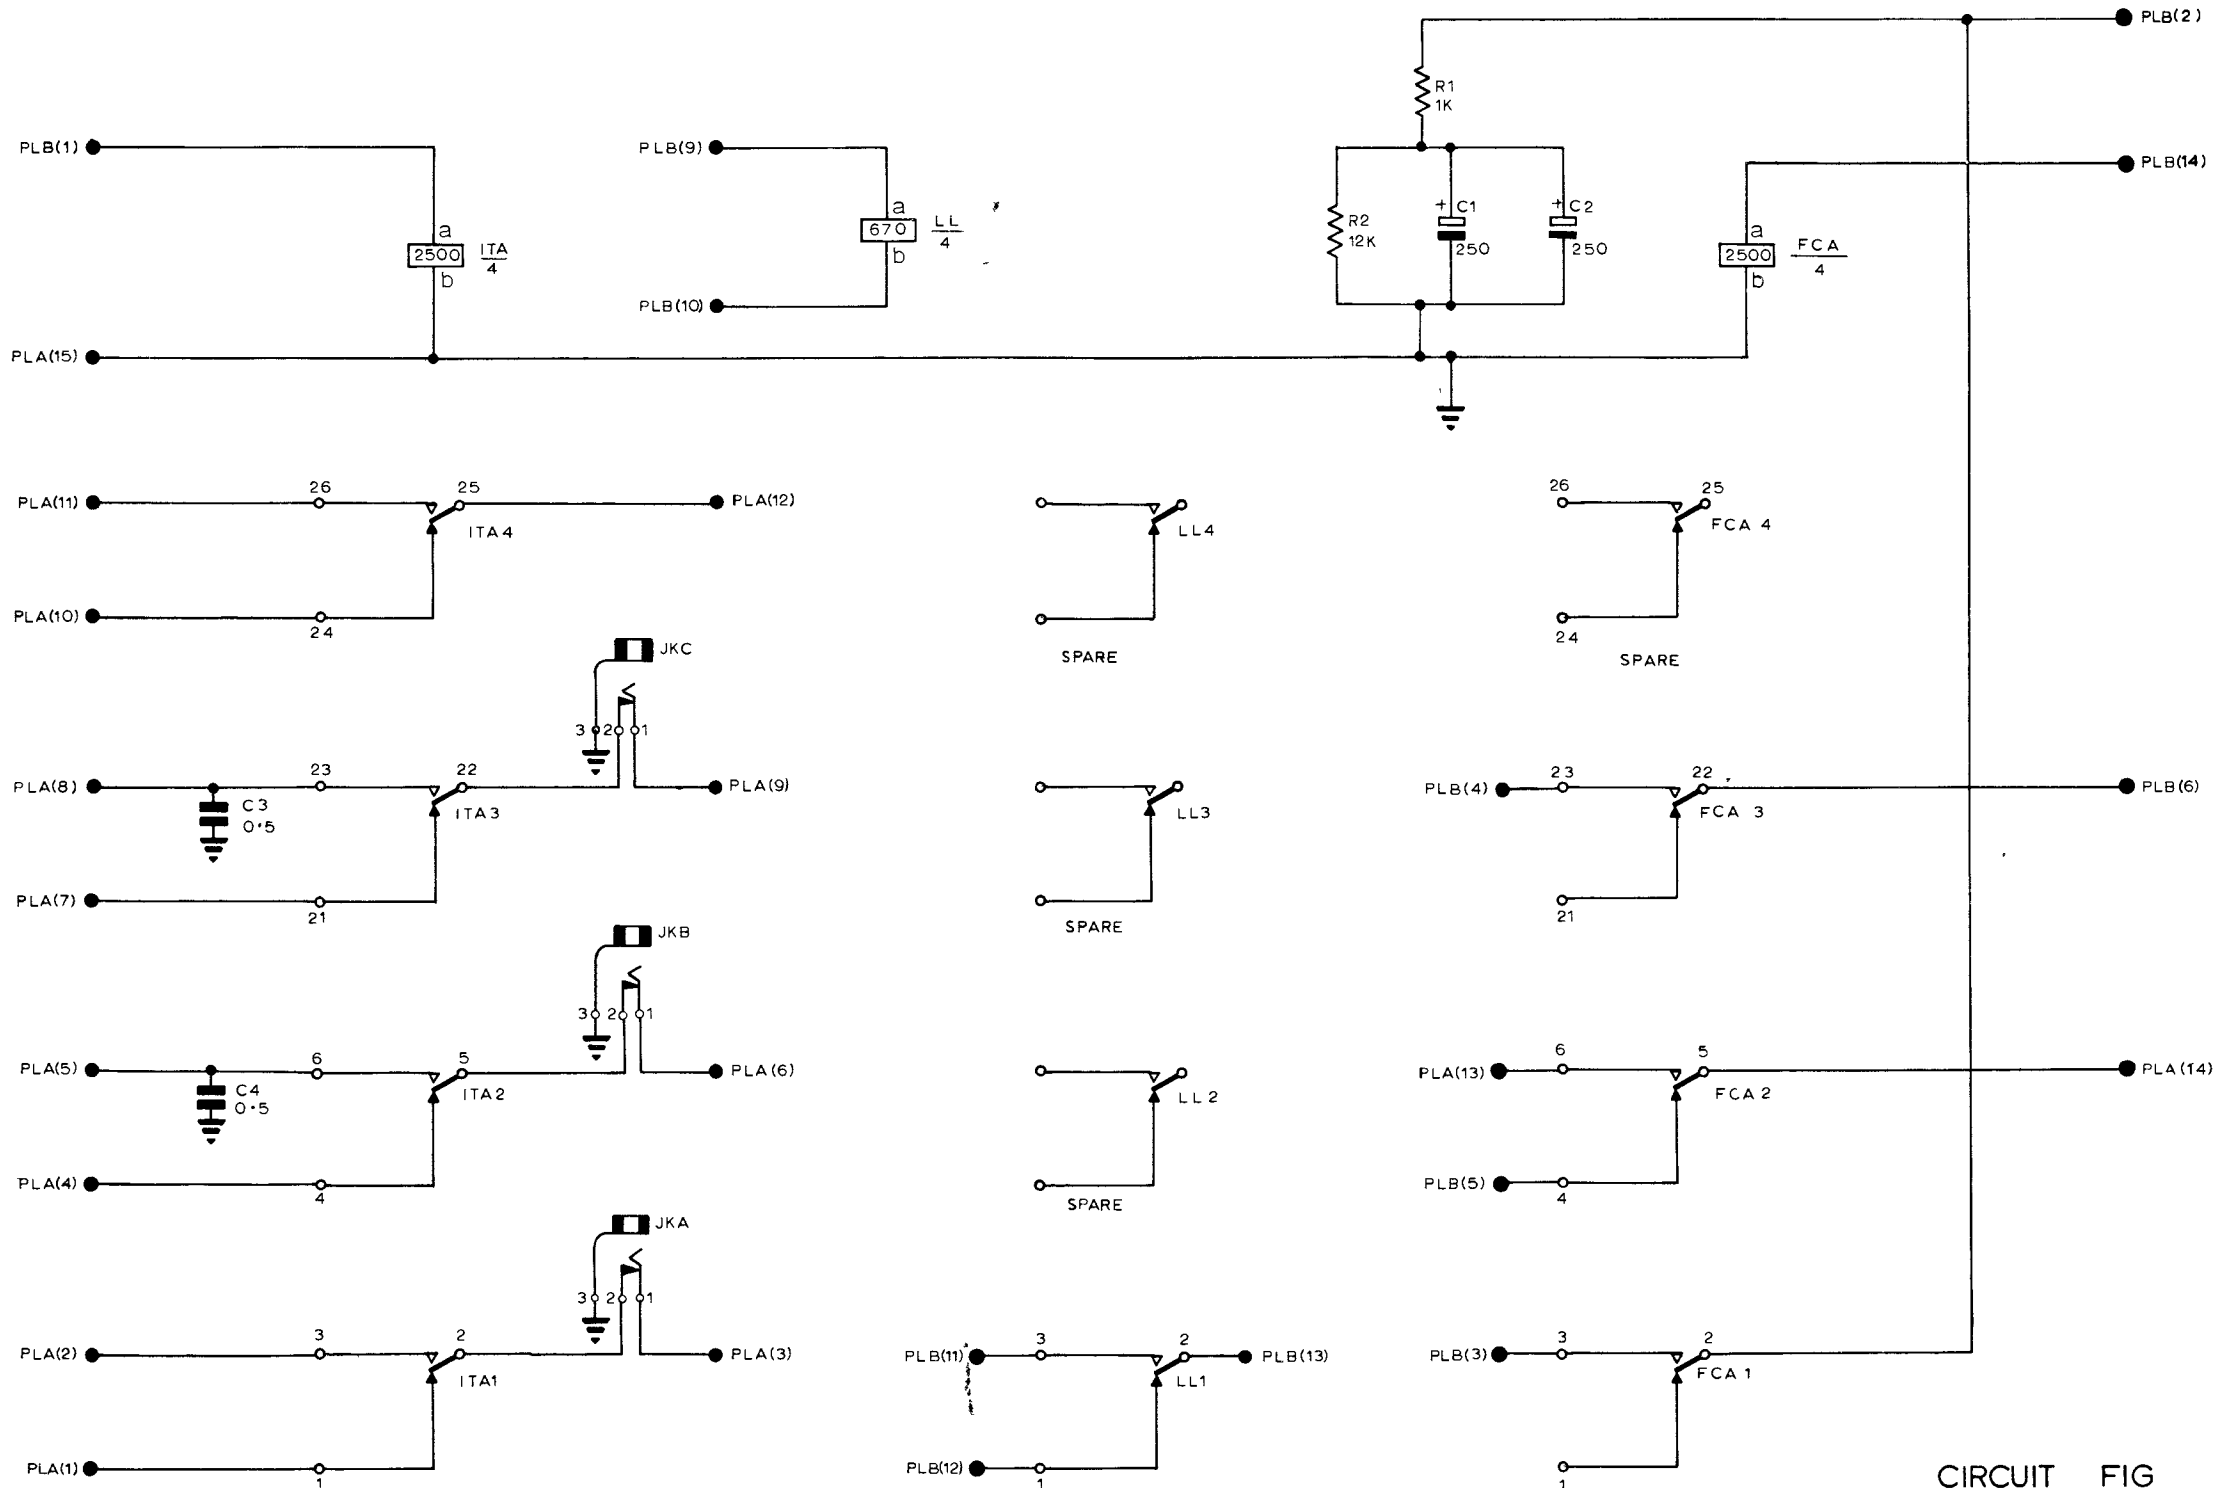 PLB(2)
R1
1K
PLB(1)
PLB(9)
PLB(14)
a
670
b
LL
4
R2
12K
+ C1
250
+ C2
250
a
2500
b
ITA
4
a
2500
b
FCA
4
PLB(10)
PLA(15)
PLA(11)
26
25
ITA4
PLA(12)
LL4
26
25
FCA 4
PLA(10)
24
24
SPARE
SPARE
JKC
3 2 1
PLA(8)
23
22
ITA3
PLA(9)
C3
0·5
LL3
PLB(4)
23
22
FCA 3
PLB(6)
PLA(7)
21
21
SPARE
JKB
3 2 1
PLA(5)
6
5
ITA2
PLA(6)
C4
0·5
LL2
PLA(13)
6
5
FCA 2
PLA(14)
PLA(4)
4
SPARE
PLB(5)
4
JKA
3 2 1
PLA(2)
3
2
ITA1
PLA(3)
PLB(11)
3
2
LL1
PLB(13)
PLB(3)
3
2
FCA 1
PLA(1)
1
PLB(12)
1
1
CIRCUIT FIG